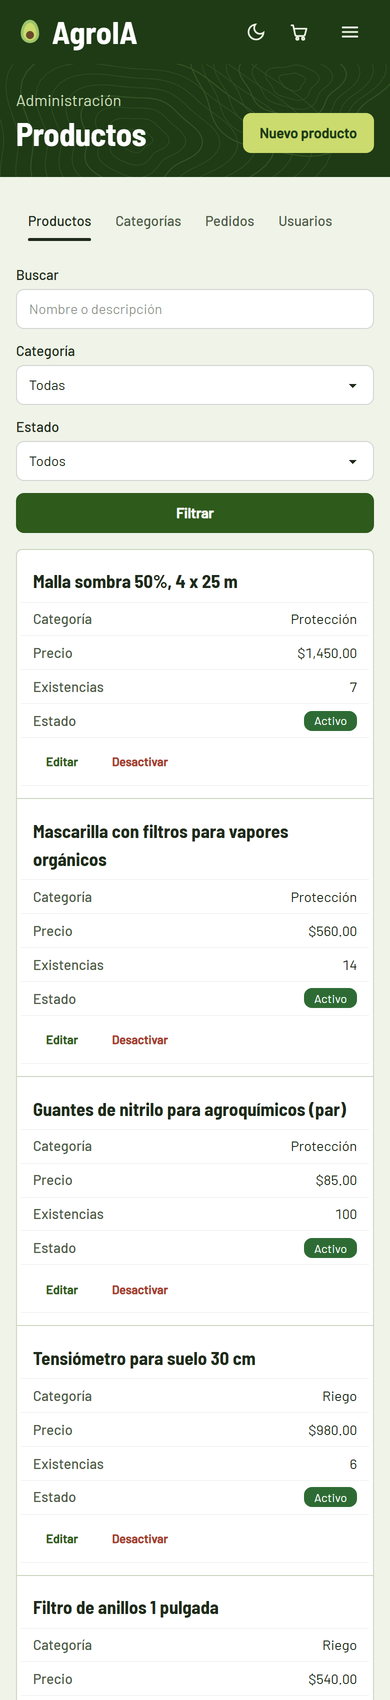 AgroIA
Administración
Productos
Nuevo producto
Productos Categorías Pedidos Usuarios
Buscar
Nombre o descripción
Categoría
Todas
Estado
Todos
Filtrar
Malla sombra 50%, 4 x 25 m
Categoría Protección
Precio $1,450.00
Existencias 7
Estado Activo
Editar Desactivar
Mascarilla con filtros para vapores
orgánicos
Categoría Protección
Precio $560.00
Existencias 14
Estado Activo
Editar Desactivar
Guantes de nitrilo para agroquímicos (par)
Categoría Protección
Precio $85.00
Existencias 100
Estado Activo
Editar Desactivar
Tensiómetro para suelo 30 cm
Categoría Riego
Precio $980.00
Existencias 6
Estado Activo
Editar Desactivar
Filtro de anillos 1 pulgada
Categoría Riego
Precio $540.00